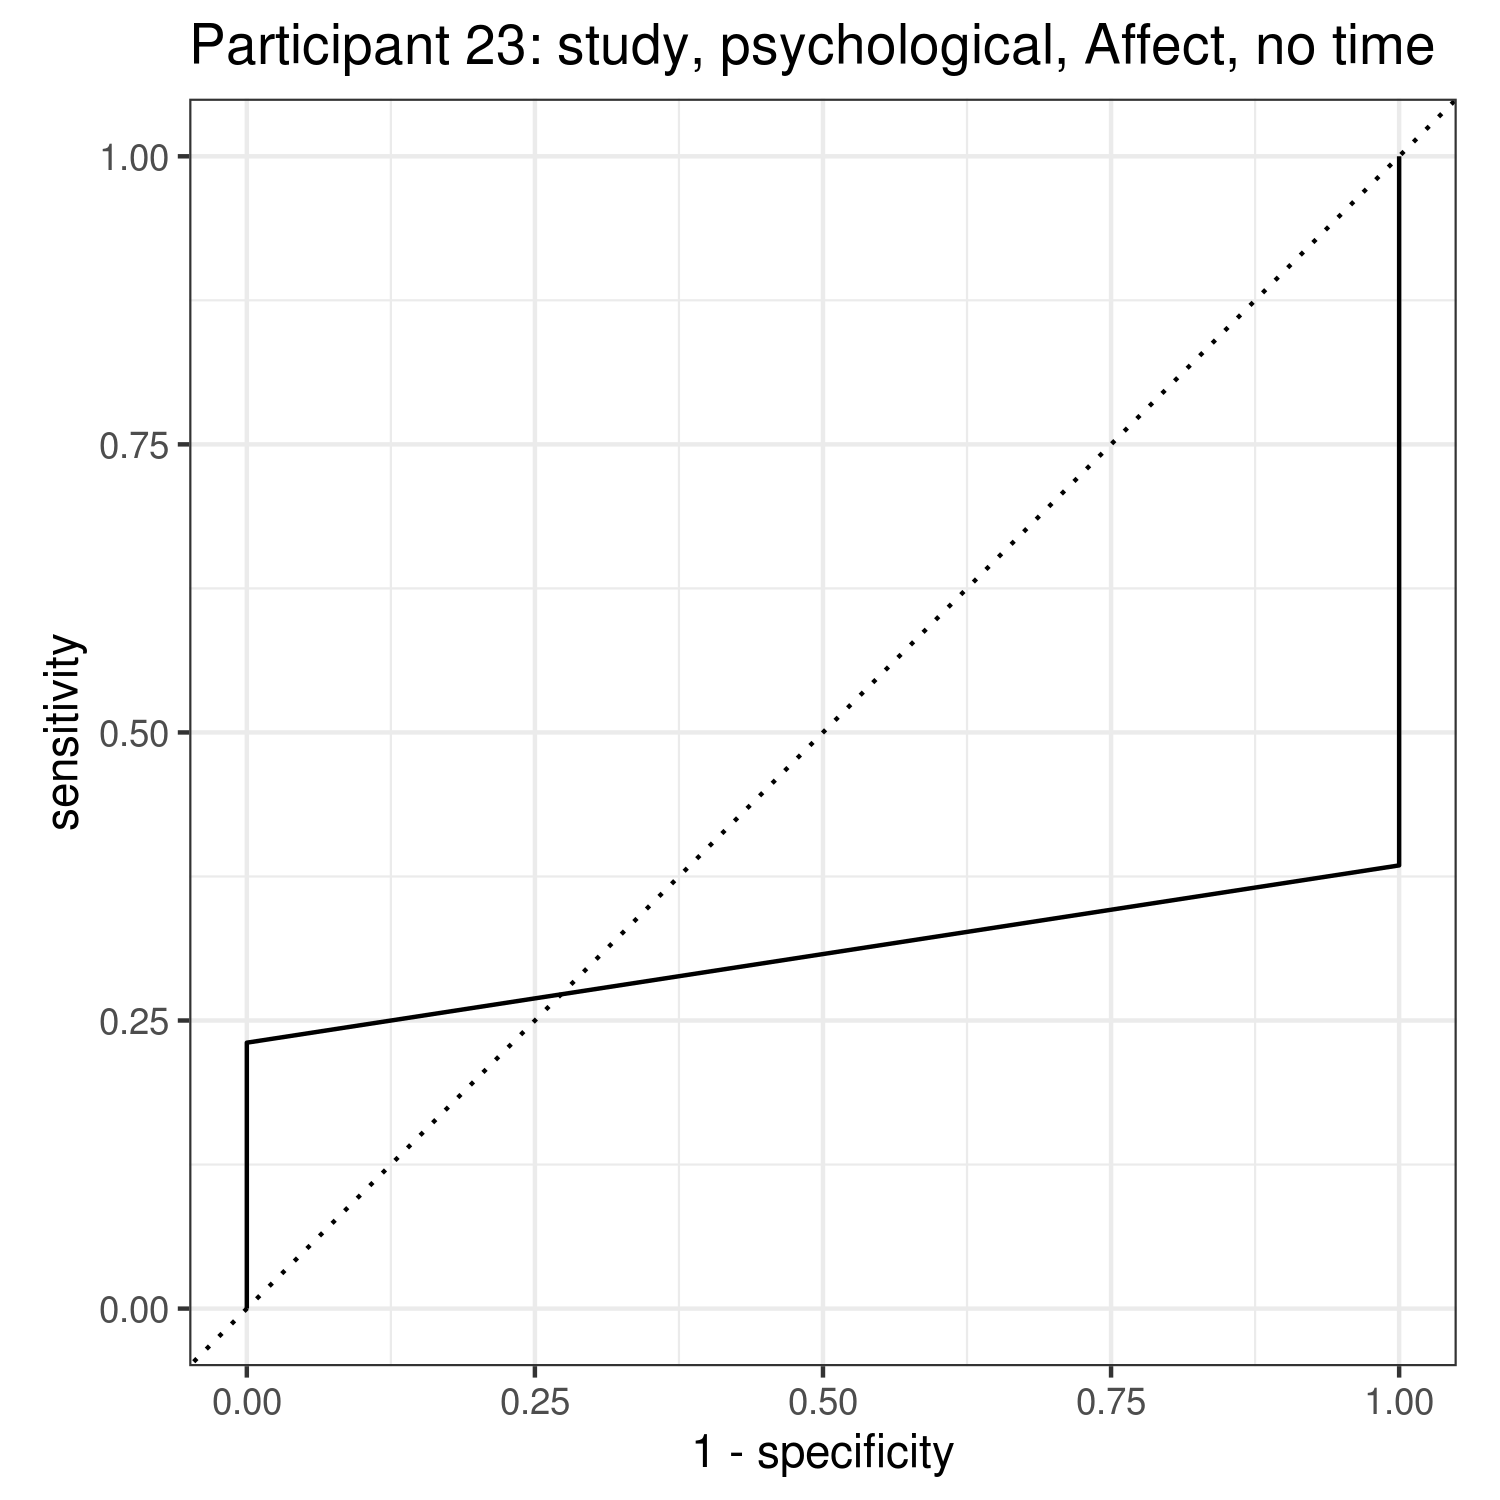 Participant 23: study, psychological, Affect, no time
1.00
0.75
0.50
0.25
0.00
sensitivity
0.00 0.25 0.50 0.75 1.00
1 - specificity